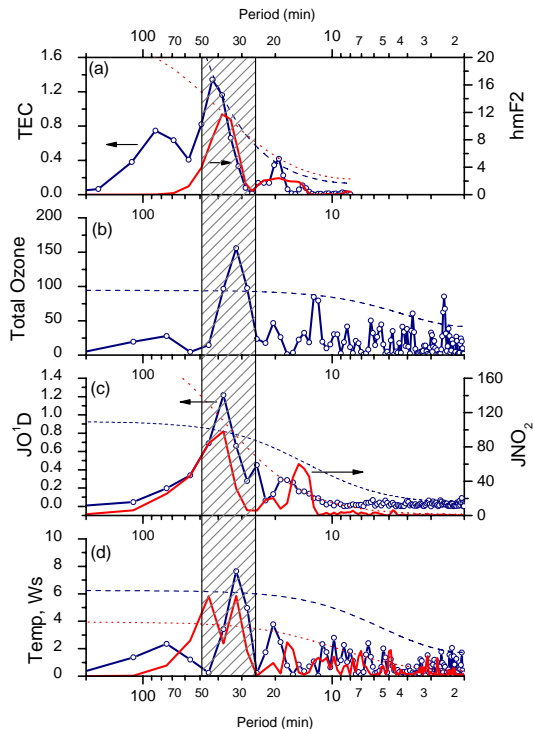 Period (min)
100 70 50 30 20 10 7 5 4 3 2
(a)
TEC
1.6
1.2
0.8
0.4
0.0
20
16
12
8
4
0
hmF2
100 10
(b)
Total Ozone
200
150
100
50
0
100 10
(c)
JO¹D
1.4
1.2
1.0
0.8
0.6
0.4
0.2
0.0
160
120
80
40
0
JNO₂
(d)
Temp, Ws
8
6
4
2
0
100 70 50 40 30 20 10 7 5 4 3 2
Period (min)